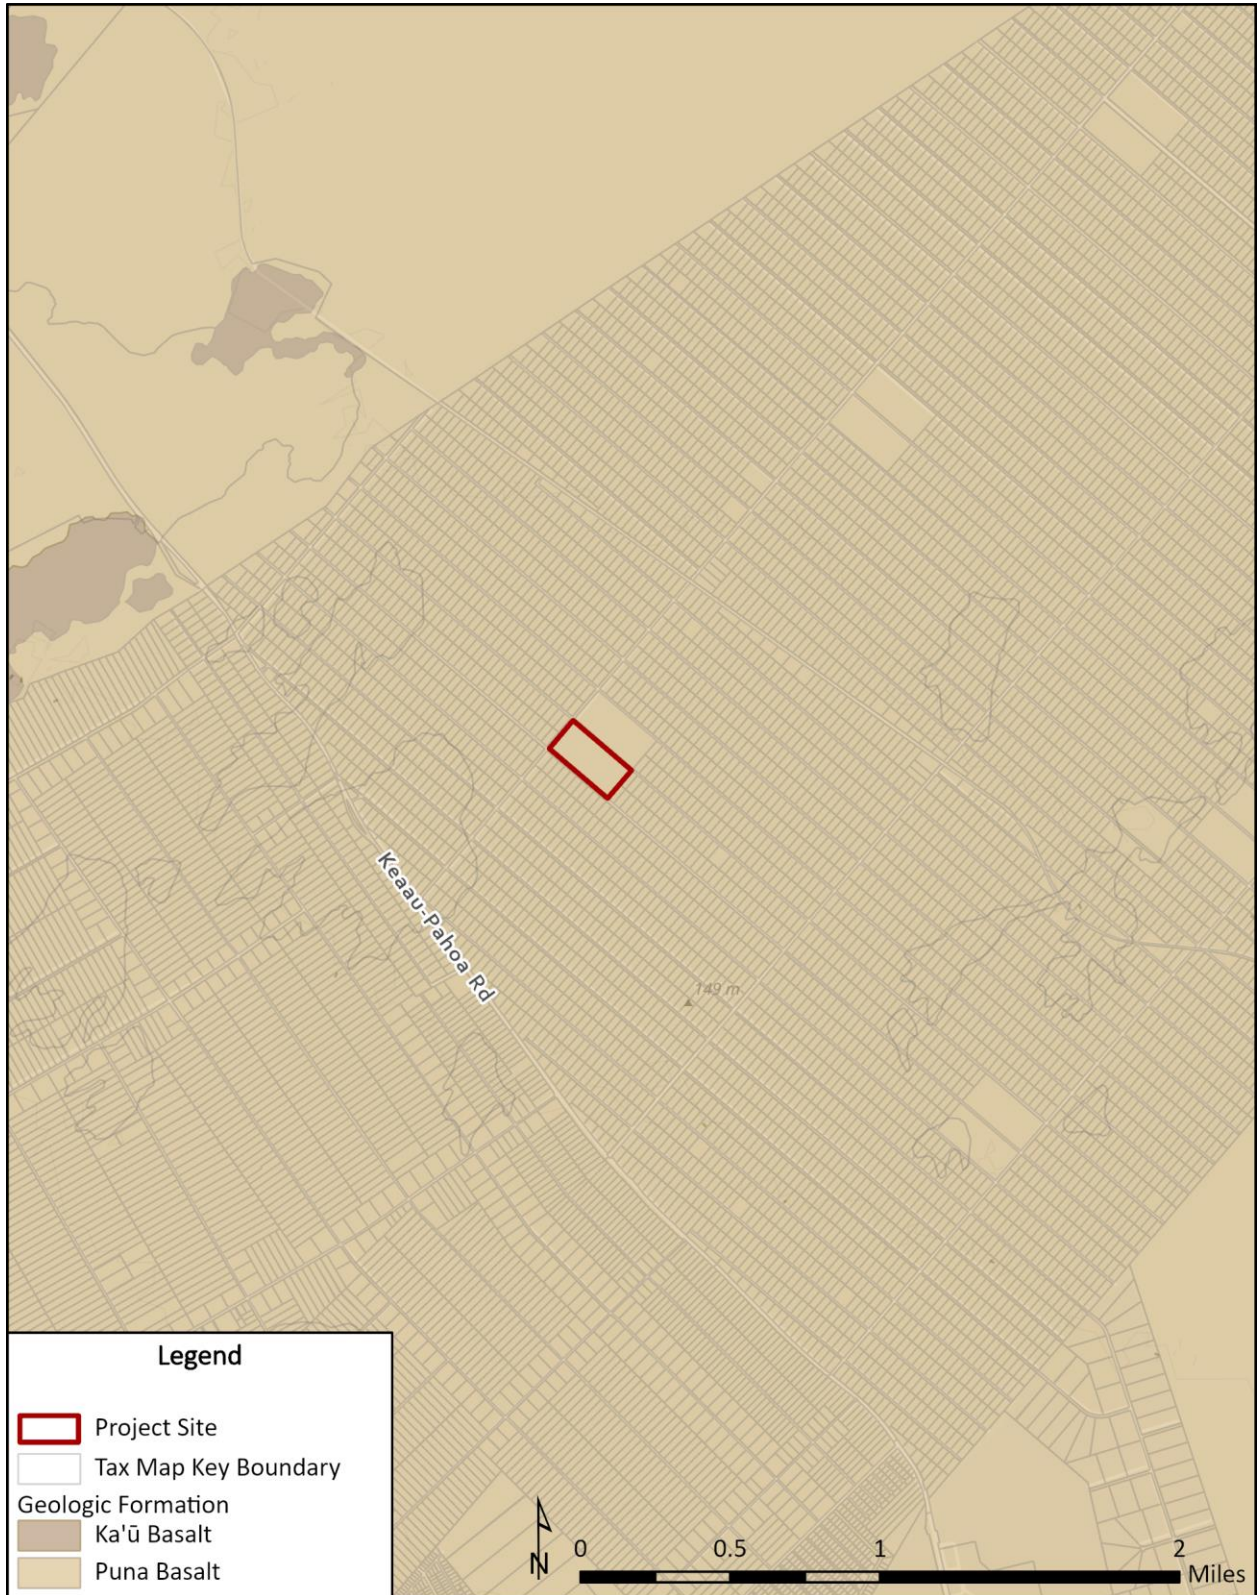 Keaau-Pahoa Rd
149 m
Legend
Project Site
Tax Map Key Boundary
Geologic Formation
Ka'ū Basalt
Puna Basalt
N
0 0.5 1 2
Miles